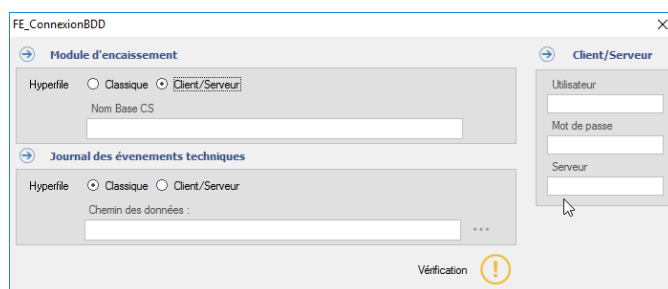 FE_ConnexionBDD
Module d'encaissement
Hyperfile Classique Client/Serveur
Nom Base CS
Journal des évenements techniques
Hyperfile Classique Client/Serveur
Chemin des données :
...
Vérification
Client/Serveur
Utilisateur
Mot de passe
Serveur